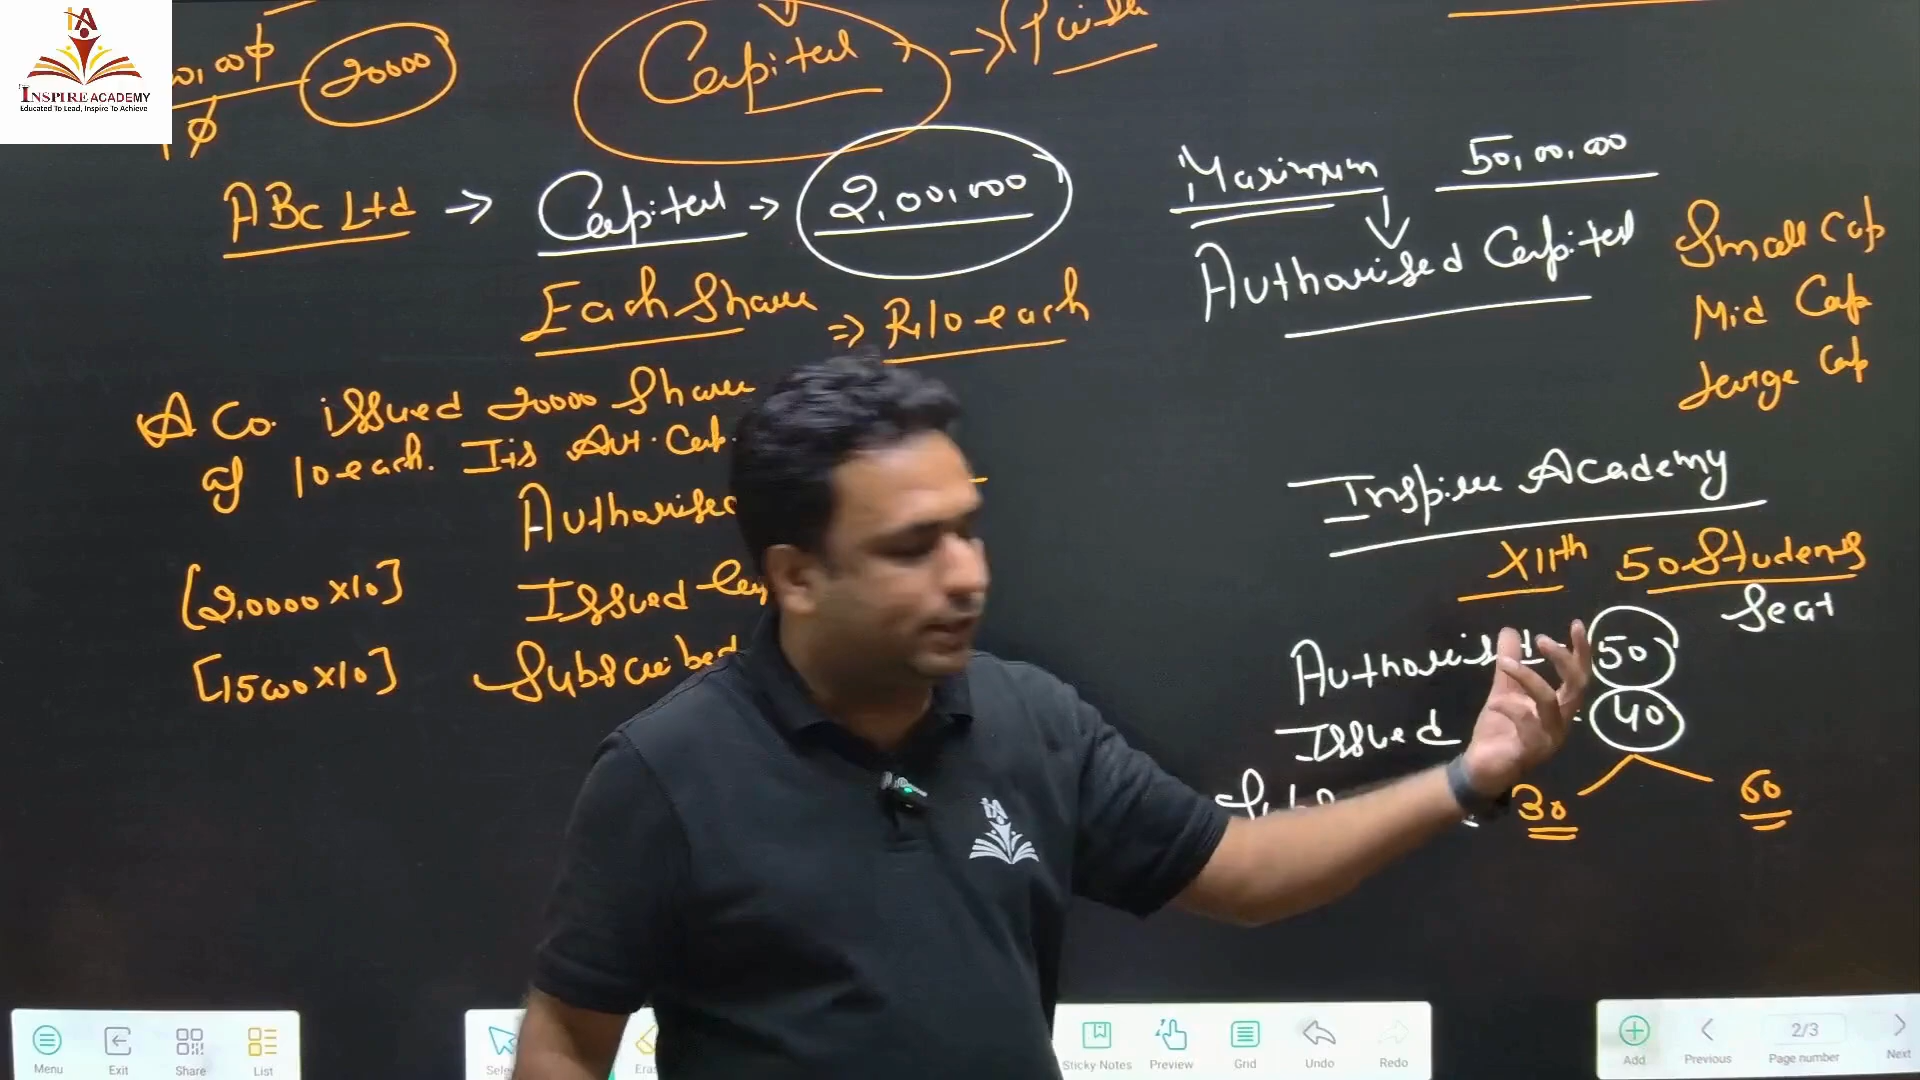 IA
INSPIRE ACADEMY
Educated To Lead, Inspire To Achieve
20000
Capital
ABC Ltd → Capital → 2,00,000
Each Share ⇒ Rs10 each
A Co. issued 20000 Share
of 10 each. Its Aut. Cap.
Authorised
[2,0000×10] Issued
[15000×10] Subscribed
Maximum 50,00,000
Authorised Capital
Small Cap
Mid Cap
Large Cap
Inspire Academy
XIIth 50 Students
Seat
Authorised 50
Issued 40
30 60
Menu
Exit
Share
List
Sticky Notes
Preview
Grid
Undo
Redo
Add
Previous
2/3
Page number
Next